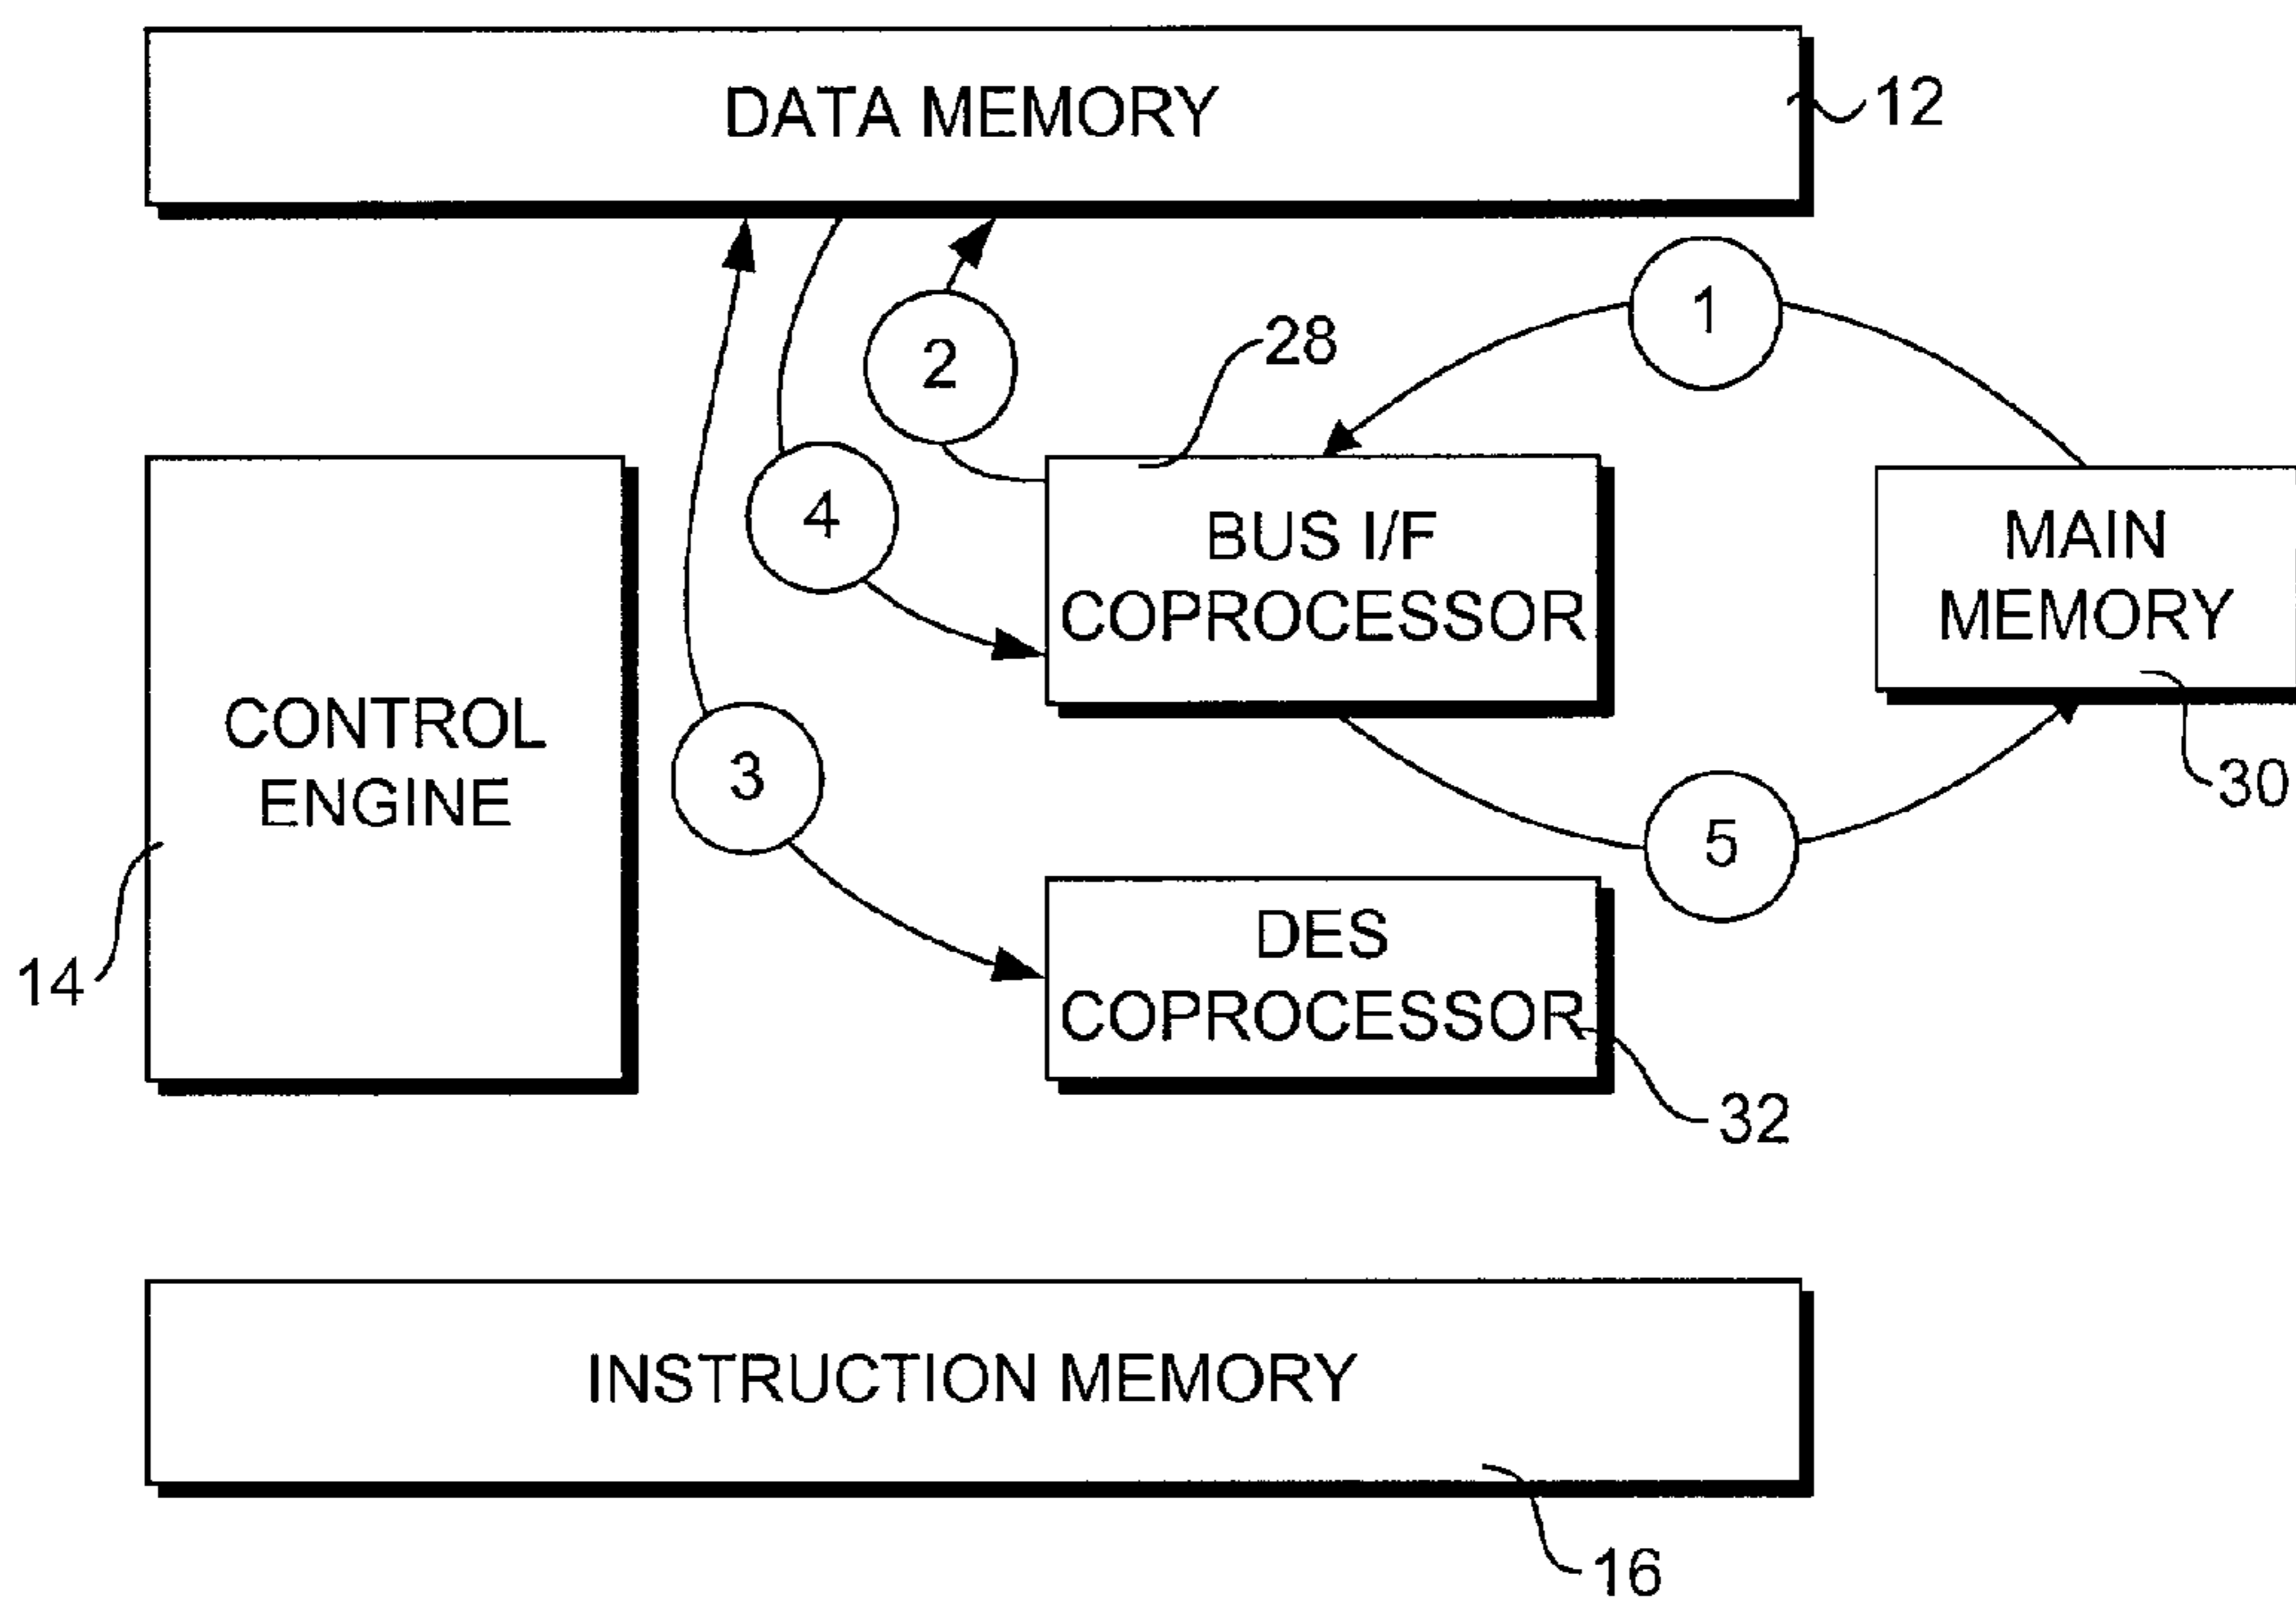 DATA MEMORY
12
1
2
28
4
BUS I/F
COPROCESSOR
MAIN
MEMORY
CONTROL
ENGINE
3
30
5
14
DES
COPROCESSOR
32
INSTRUCTION MEMORY
16